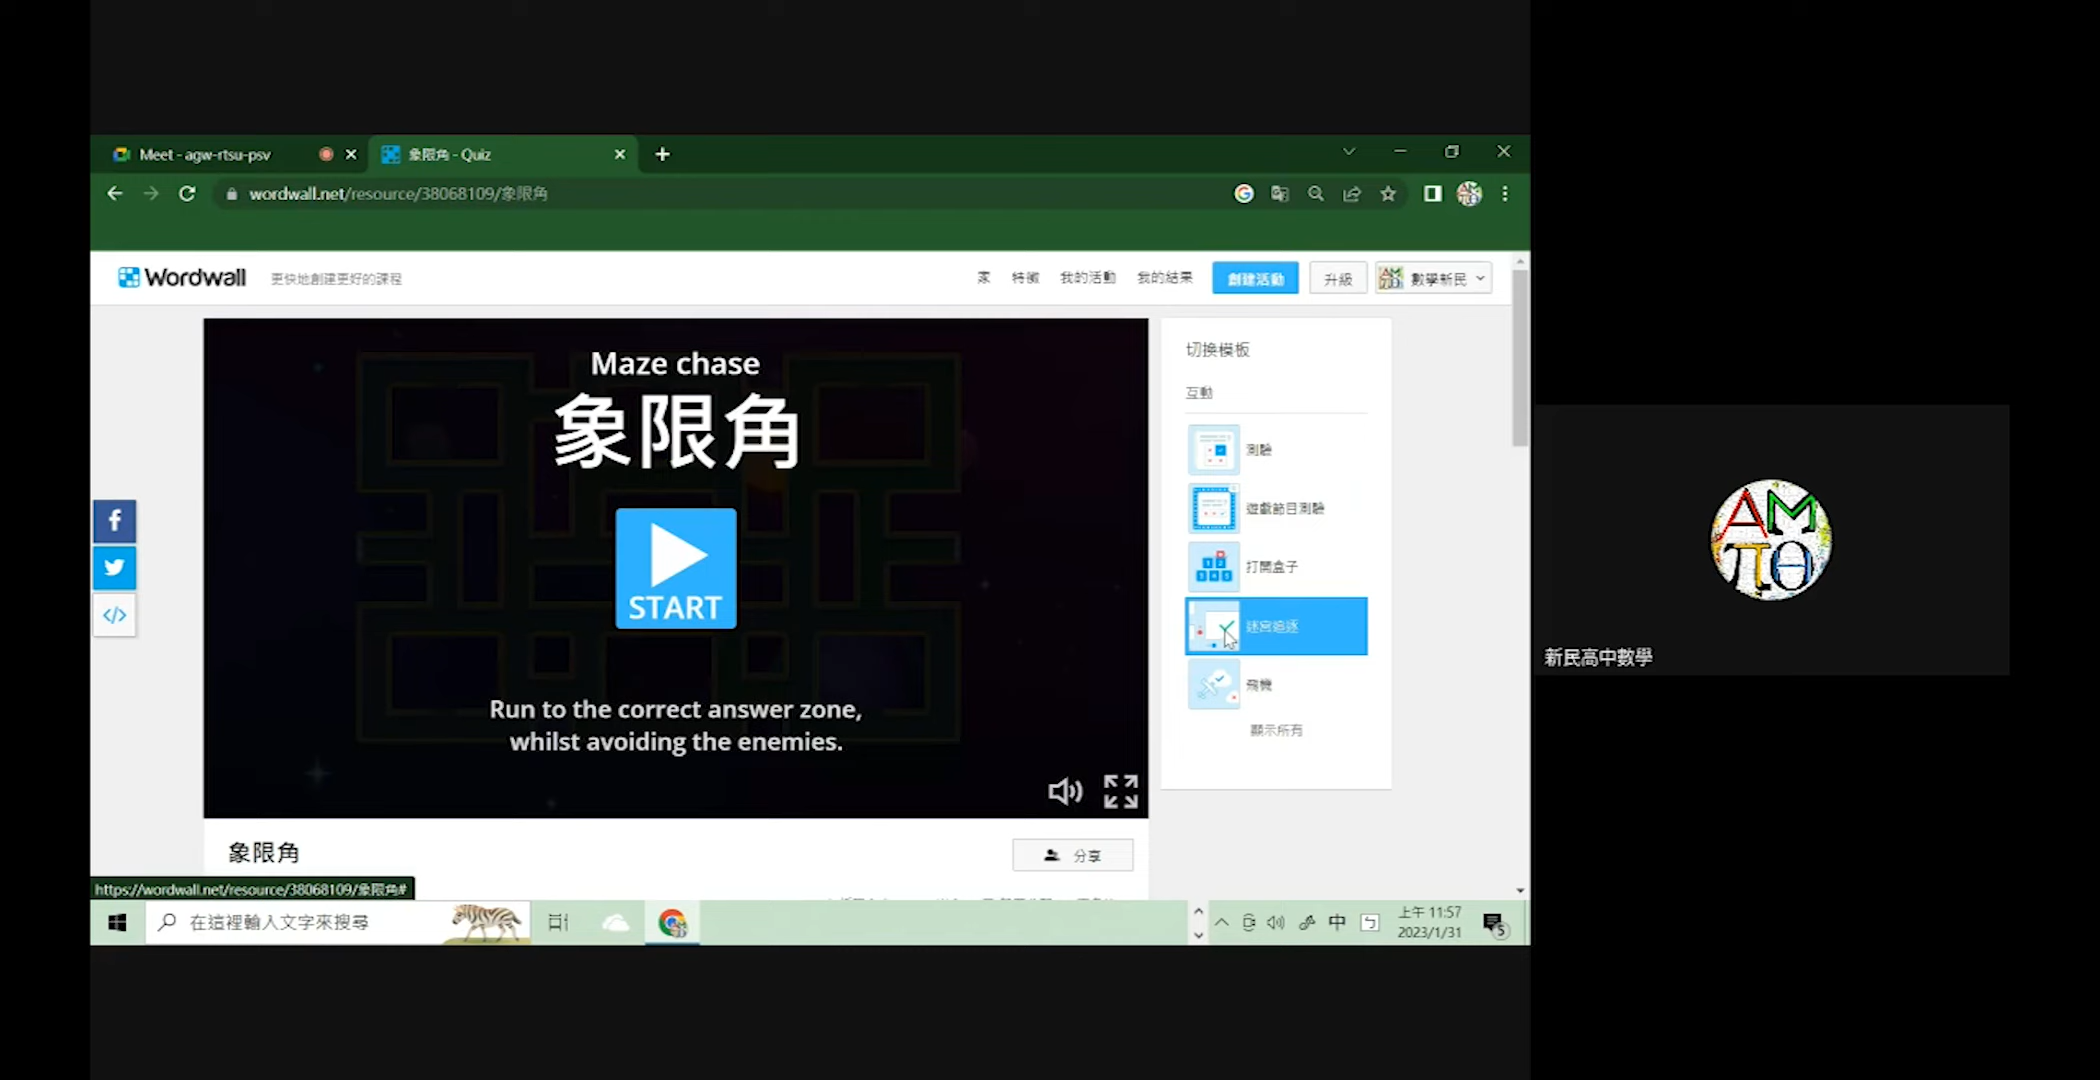 Meet - agw-rtsu-psv
象限角 - Quiz
wordwall.net/resource/38068109/象限角
Wordwall
更快地創建更好的課程
家 特徵 我的活動 我的結果 創建活動 升級 數學新民
Maze chase
象限角
START
Run to the correct answer zone,
whilst avoiding the enemies.
切換模板
互動
測驗
遊戲節目測驗
打開盒子
迷宮追逐
飛機
顯示所有
象限角
分享
https://wordwall.net/resource/38068109/象限角#
在這裡輸入文字來搜尋
中
上午 11:57
2023/1/31
5
AM
πθ
新民高中數學